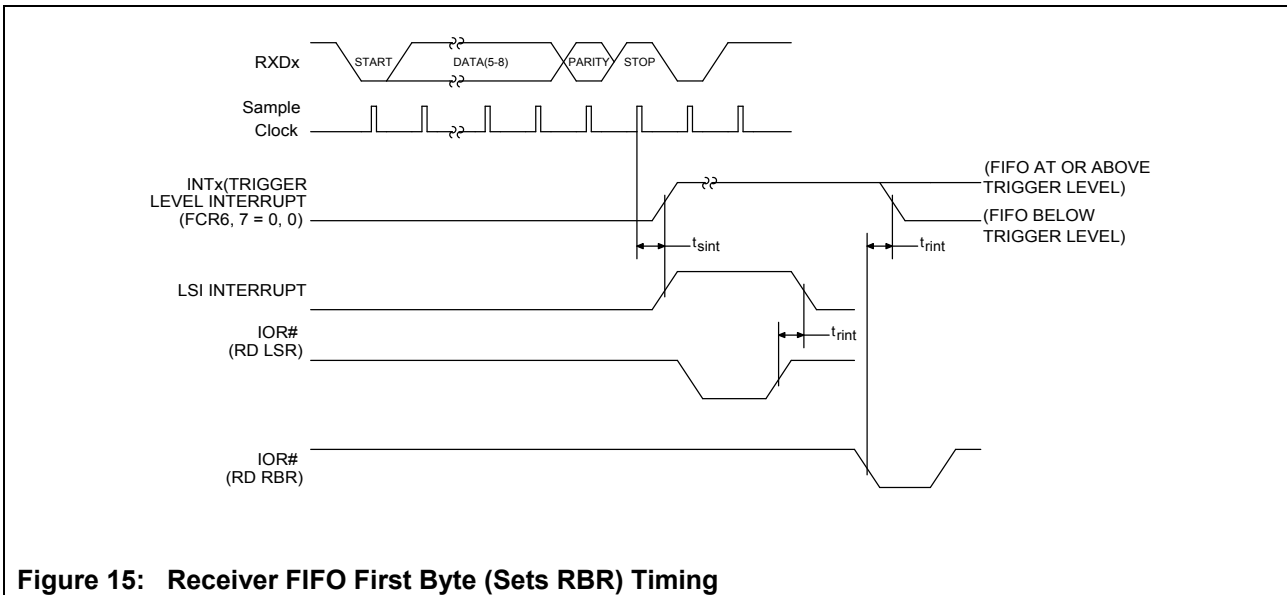 RXDx
START
DATA(5-8)
PARITY
STOP
Sample
Clock
INTx(TRIGGER
LEVEL INTERRUPT
(FCR6, 7 = 0, 0)
(FIFO AT OR ABOVE
TRIGGER LEVEL)
(FIFO BELOW
TRIGGER LEVEL)
tsint
trint
LSI INTERRUPT
IOR#
(RD LSR)
trint
IOR#
(RD RBR)
Figure 15: Receiver FIFO First Byte (Sets RBR) Timing